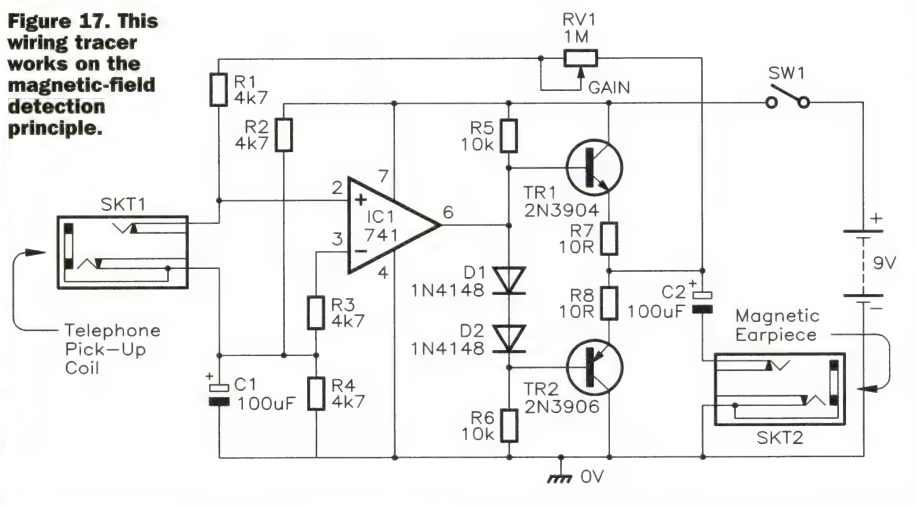 Figure 17. This
wiring tracer
works on the
magnetic-field
detection
principle.
RV1
1M
GAIN
SW1
R1
4k7
R2
4k7
R5
10k
TR1
2N3904
SKT1
2
+
7
IC1
741
6
3
−
4
R7
10R
+
9V
−
D1
1N4148
R8
10R
C2
+
100uF
Magnetic
Earpiece
R3
4k7
Telephone
Pick-Up
Coil
D2
1N4148
+
C1
100uF
R4
4k7
TR2
2N3906
R6
10k
SKT2
0V